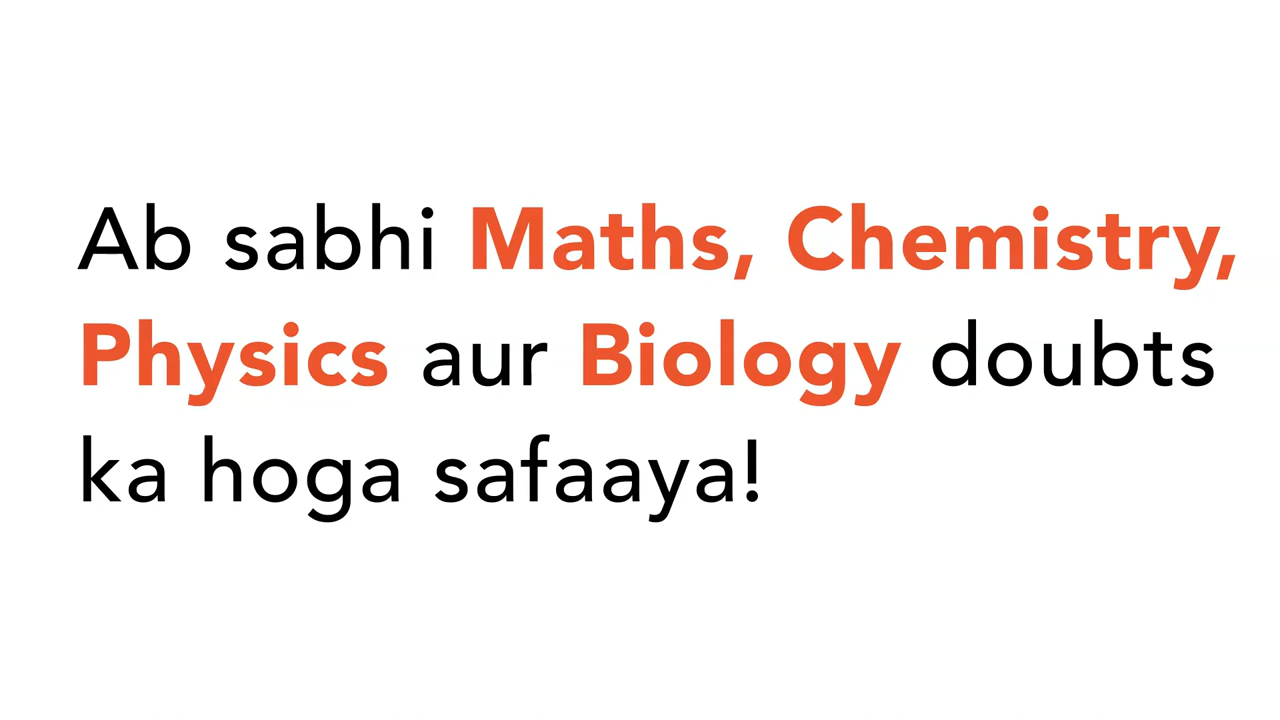 Ab sabhi Maths, Chemistry,
Physics aur Biology doubts
ka hoga safaaya!